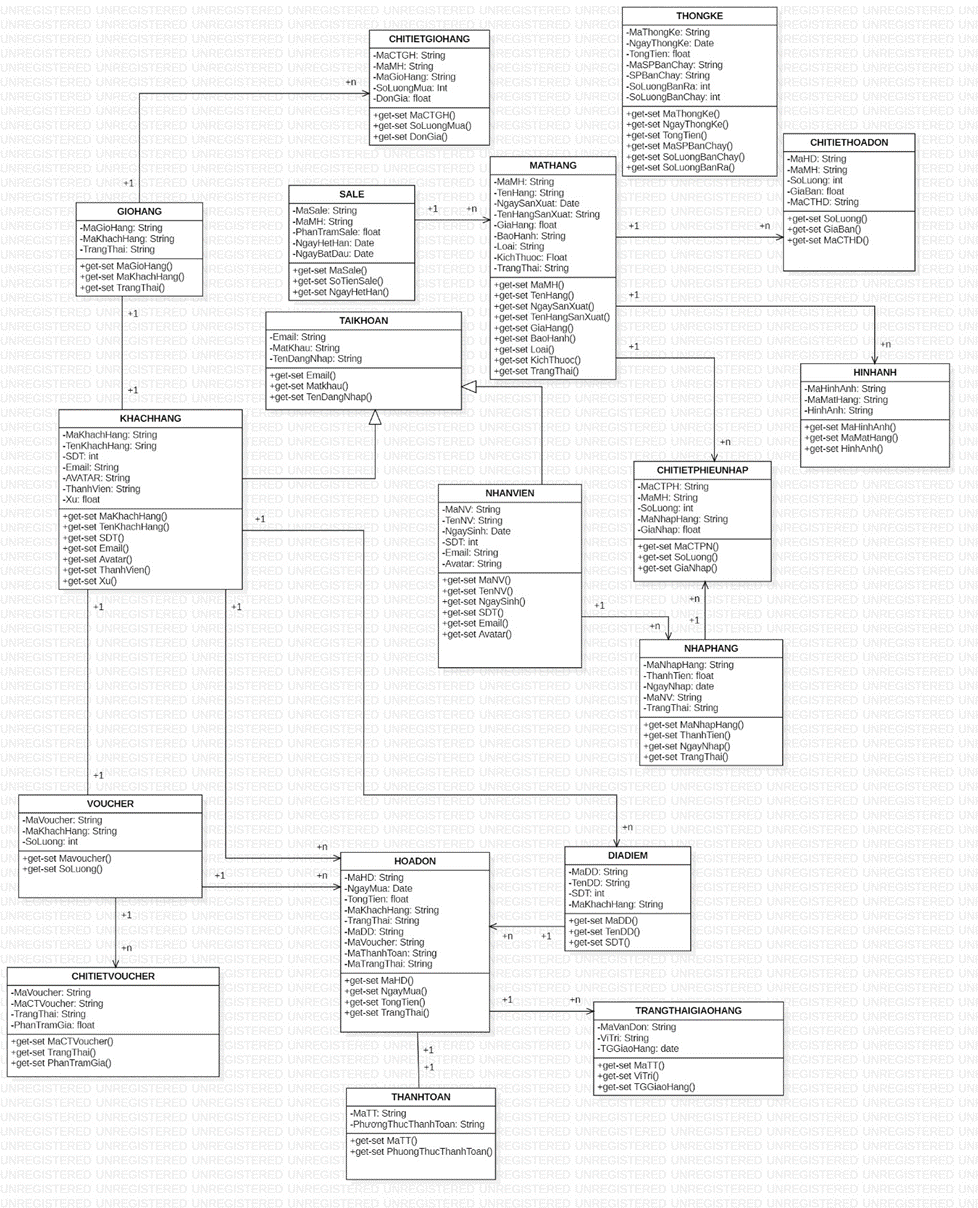 CHITIETGIOHANG
-MaCTGH: String
-MaMH: String
-MaGioHang: String
-SoLuongMua: Int
-DonGia: float
+get-set MaCTGH()
+get-set SoLuongMua()
+get-set DonGia()
THONGKE
-MaThongKe: String
-NgayThongKe: Date
-TongTien: float
-MaSPBanChay: String
-SPBanChay: String
-SoLuongBanRa: int
-SoLuongBanChay: int
+get-set MaThongKe()
+get-set NgayThongKe()
+get-set TongTien()
+get-set MaSPBanChay()
+get-set SoLuongBanChay()
+get-set SoLuongBanRa()
CHITIETHOADON
-MaHD: String
-MaMH: String
-SoLuong: int
-GiaBan: float
-MaCTHD: String
+get-set SoLuong()
+get-set GiaBan()
+get-set MaCTHD()
MATHANG
-MaMH: String
-TenHang: String
-NgaySanXuat: Date
-TenHangSanXuat: String
-GiaHang: float
-BaoHanh: String
-Loai: String
-KichThuoc: Float
-TrangThai: String
+get-set MaMH()
+get-set TenHang()
+get-set NgaySanXuat()
+get-set TenHangSanXuat()
+get-set GiaHang()
+get-set BaoHanh()
+get-set Loai()
+get-set KichThuoc()
+get-set TrangThai()
SALE
-MaSale: String
-MaMH: String
-PhanTramSale: float
-NgayHetHan: Date
-NgayBatDau: Date
+get-set MaSale()
+get-set SoTienSale()
+get-set NgayHetHan()
GIOHANG
-MaGioHang: String
-MaKhachHang: String
-TrangThai: String
+get-set MaGioHang()
+get-set MaKhachHang()
+get-set TrangThai()
TAIKHOAN
-Email: String
-MatKhau: String
-TenDangNhap: String
+get-set Email()
+get-set Matkhau()
+get-set TenDangNhap()
HINHANH
-MaHinhAnh: String
-MaMatHang: String
-HinhAnh: String
+get-set MaHinhAnh()
+get-set MaMatHang()
+get-set HinhAnh()
KHACHHANG
-MaKhachHang: String
-TenKhachHang: Sring
-SDT: int
-Email: String
-AVATAR: String
-ThanhVien: String
-Xu: float
+get-set MaKhachHang()
+get-set TenKhachHang()
+get-set SDT()
+get-set Email()
+get-set Avatar()
+get-set ThanhVien()
+get-set Xu()
CHITIETPHIEUNHAP
-MaCTPH: String
-MaMH: String
-SoLuong: int
-MaNhapHang: String
-GiaNhap: float
+get-set MaCTPN()
+get-set SoLuong()
+get-set GiaNhap()
NHANVIEN
-MaNV: String
-TenNV: String
-NgaySinh: Date
-SDT: int
-Email: String
-Avatar: String
+get-set MaNV()
+get-set TenNV()
+get-set NgaySinh()
+get-set SDT()
+get-set Email()
+get-set Avatar()
NHAPHANG
-MaNhapHang: String
-ThanhTien: float
-NgayNhap: date
-MaNV: String
-TrangThai: String
+get-set MaNhapHang()
+get-set ThanhTien()
+get-set NgayNhap()
+get-set TrangThai()
VOUCHER
-MaVoucher: String
-MaKhachHang: String
-SoLuong: int
+get-set Mavoucher()
+get-set SoLuong()
HOADON
-MaHD: String
-NgayMua: Date
-TongTien: float
-MaKhachHang: String
-TrangThai: String
-MaDD: String
-MaVoucher: String
-MaThanhToan: String
-MaTrangThai: String
+get-set MaHD()
+get-set NgayMua()
+get-set TongTien()
+get-set TrangThai()
DIADIEM
-MaDD: String
-TenDD: String
-SDT: int
-MaKhachHang: String
+get-set MaDD()
+get-set TenDD()
+get-set SDT()
CHITIETVOUCHER
-MaVoucher: String
-MaCTVoucher: String
-TrangThai: String
-PhanTramGia: float
+get-set MaCTVoucher()
+get-set TrangThai()
+get-set PhanTramGia()
TRANGTHAIGIAOHANG
-MaVanDon: String
-ViTri: String
-TGGiaoHang: date
+get-set MaTT()
+get-set ViTri()
+get-set TGGiaoHang()
THANHTOAN
-MaTT: String
-PhươngThucThanhToan: String
+get-set MaTT()
+get-set PhuongThucThanhToan()
+n
+1
+1
+n
+1
+n
+1
+n
+1
+n
+1
+1
+1
+1
+1
+1
+n
+n
+1
+1
+n
+n
+1
+n
+1
+n
+n
+1
+1
+n
+1
+1
UNREGISTERED